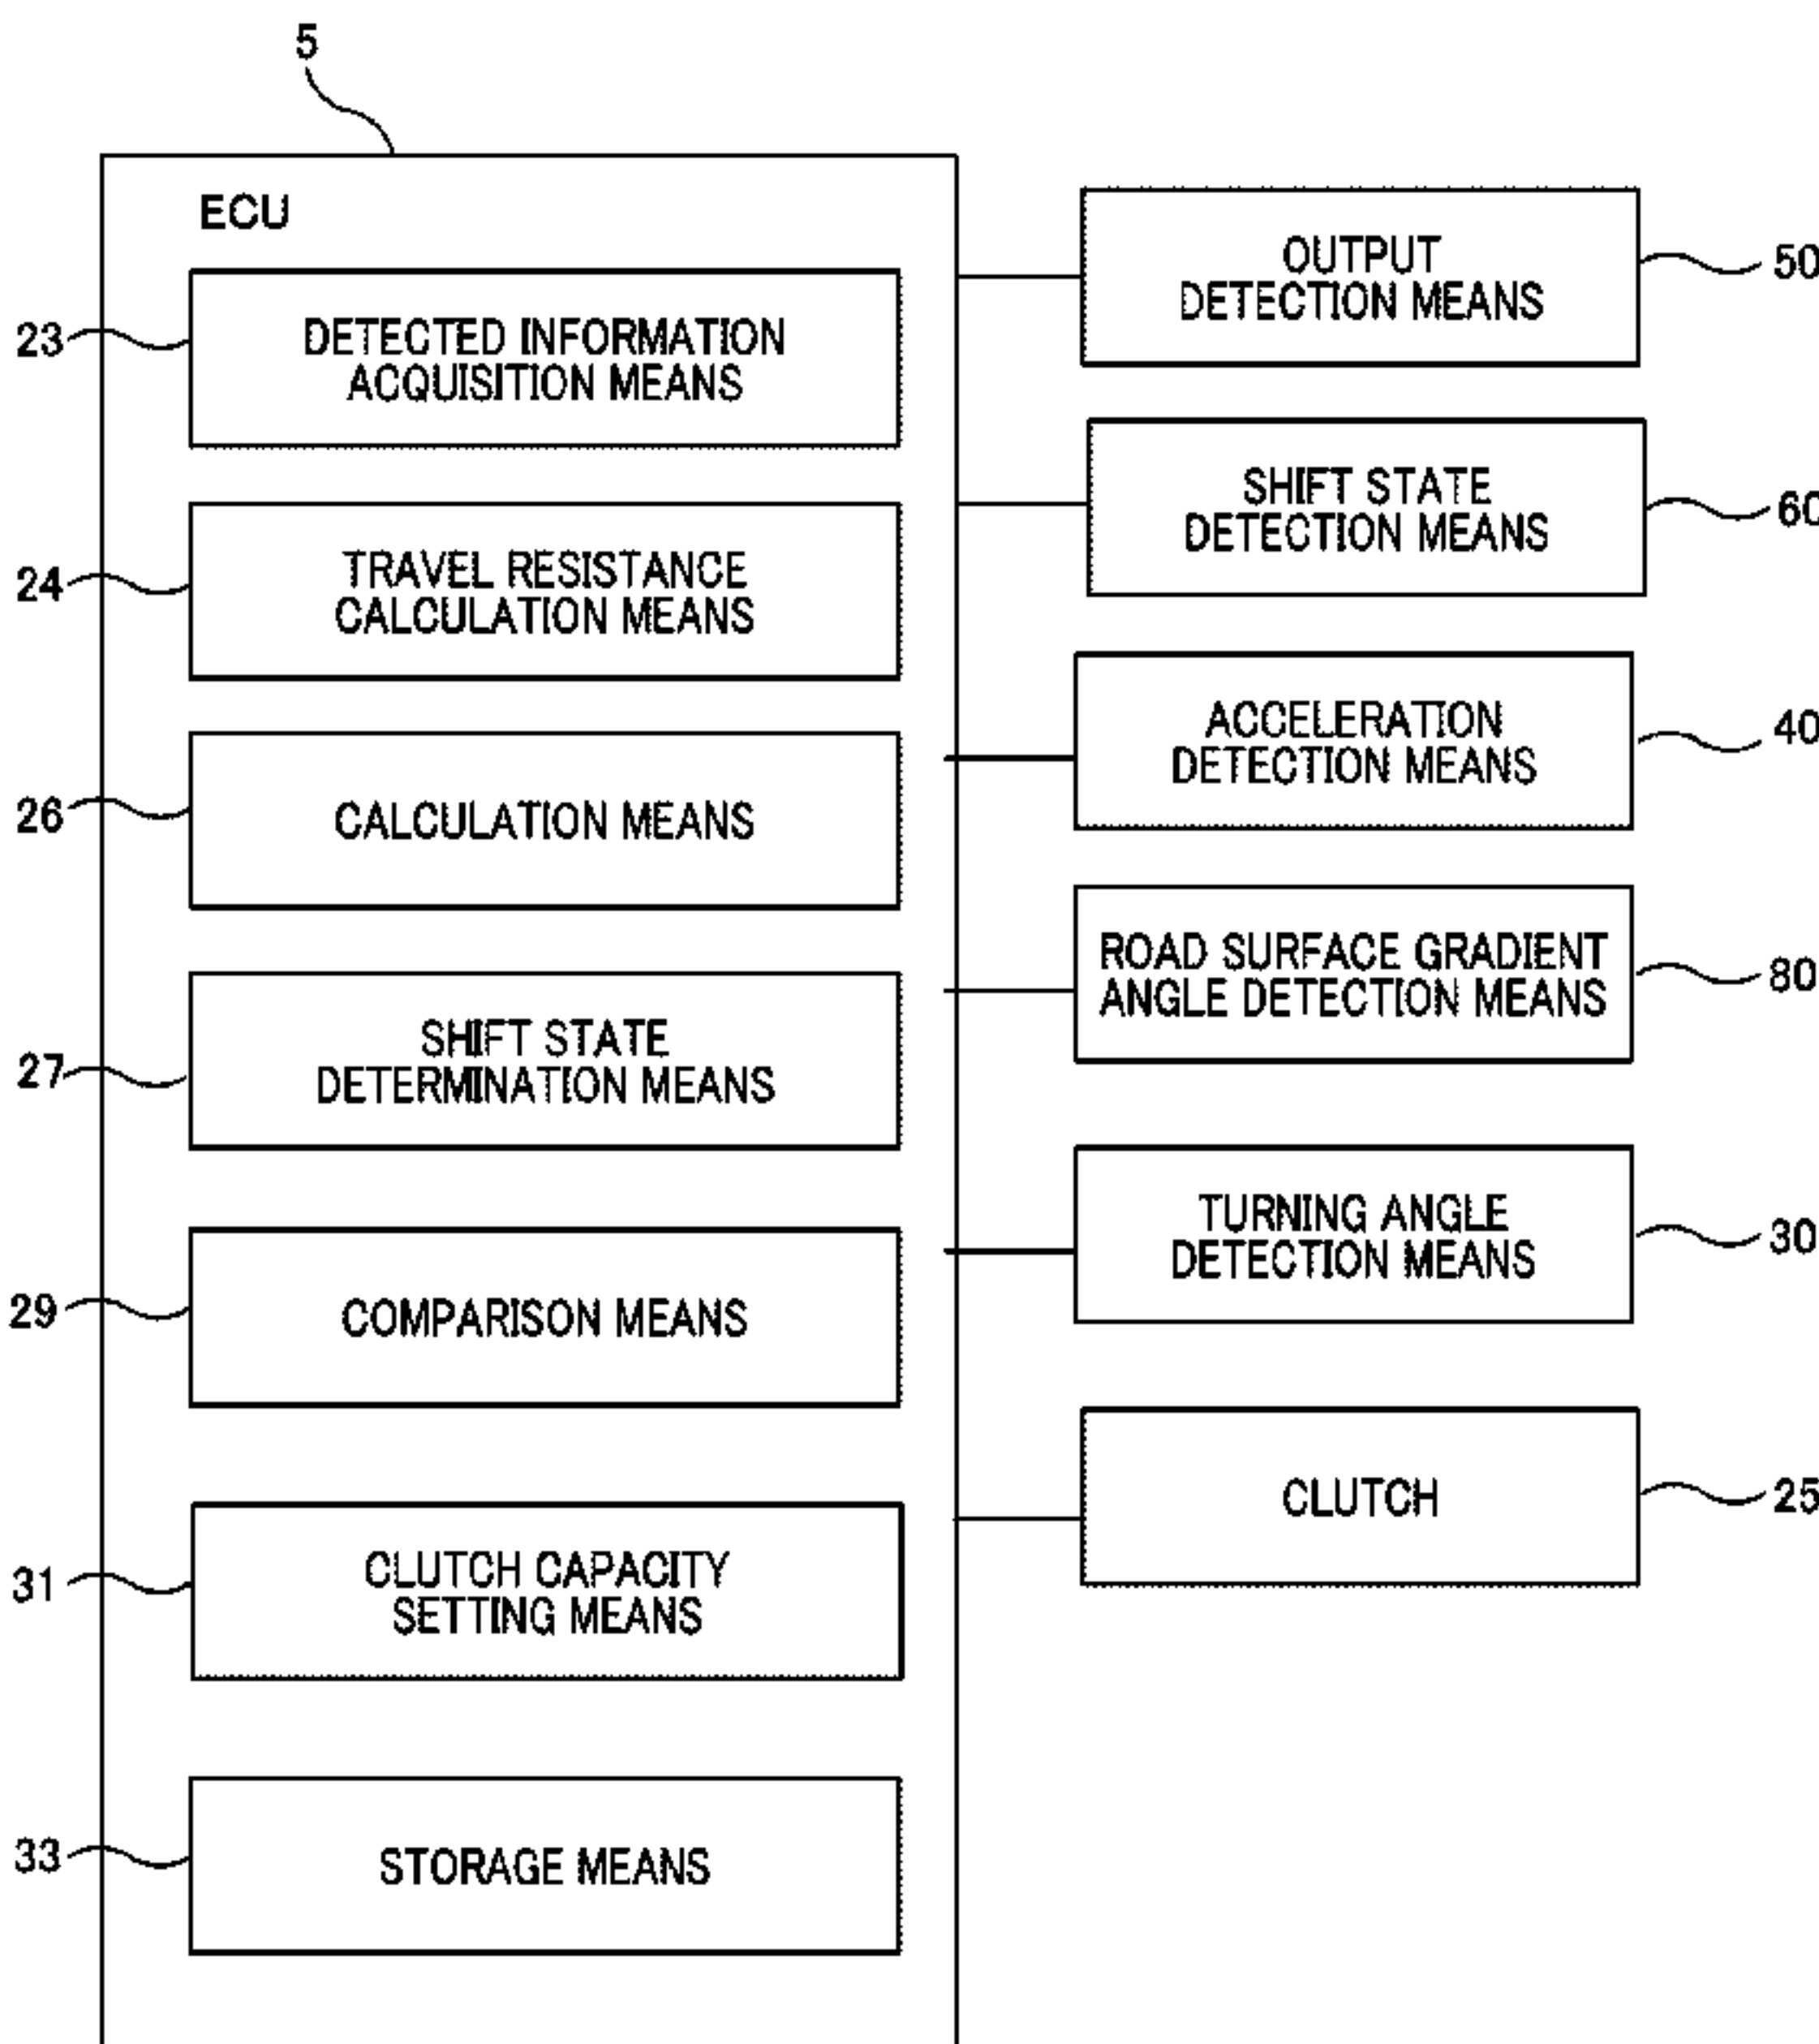 5
ECU
23
DETECTED INFORMATION
ACQUISITION MEANS
24
TRAVEL RESISTANCE
CALCULATION MEANS
26
CALCULATION MEANS
27
SHIFT STATE
DETERMINATION MEANS
29
COMPARISON MEANS
31
CLUTCH CAPACITY
SETTING MEANS
33
STORAGE MEANS
OUTPUT
DETECTION MEANS
50
SHIFT STATE
DETECTION MEANS
60
ACCELERATION
DETECTION MEANS
40
ROAD SURFACE GRADIENT
ANGLE DETECTION MEANS
80
TURNING ANGLE
DETECTION MEANS
30
CLUTCH
25